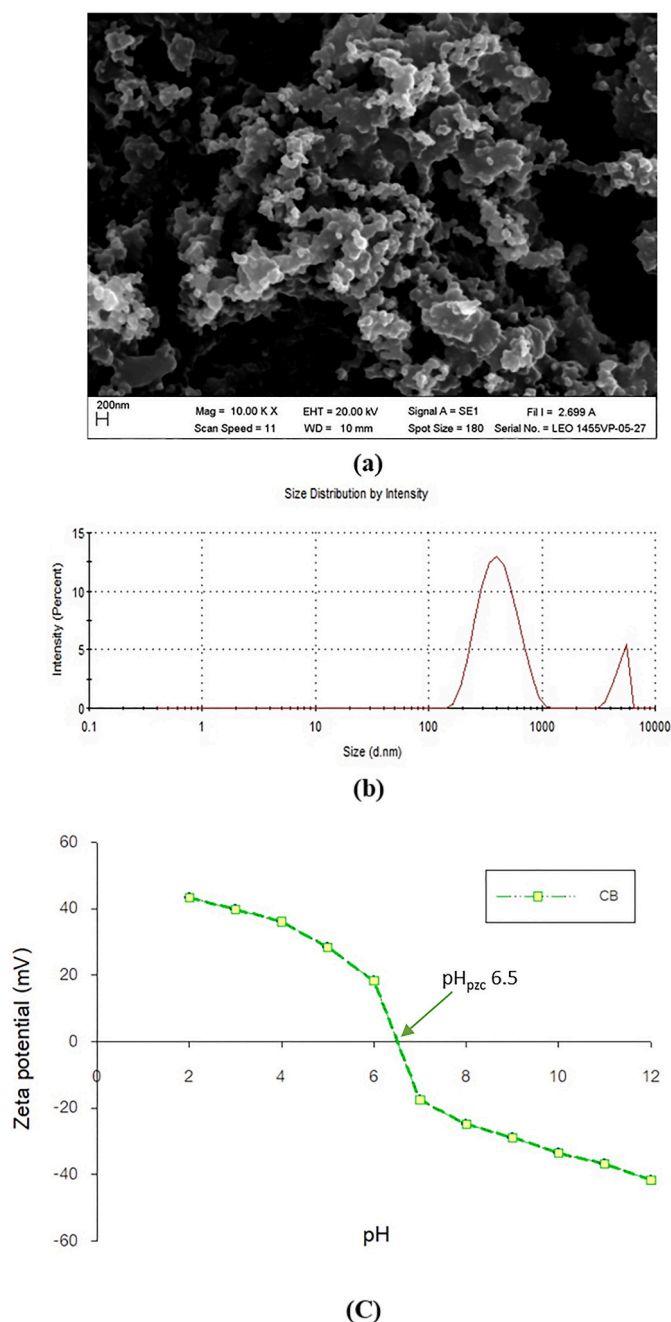 200nm
Mag = 10.00 K X EHT = 20.00 kV Signal A = SE1 Fil I = 2.699 A
Scan Speed = 11 WD = 10 mm Spot Size = 180 Serial No. = LEO 1455VP-05-27
(a)
Size Distribution by Intensity
Intensity (Percent)
15
10
5
0
0.1 1 10 100 1000 10000
Size (d.nm)
(b)
Zeta potential (mV)
60
40
20
0
-20
-40
-60
CB
pHpzc 6.5
0 2 4 6 8 10 12
pH
(C)